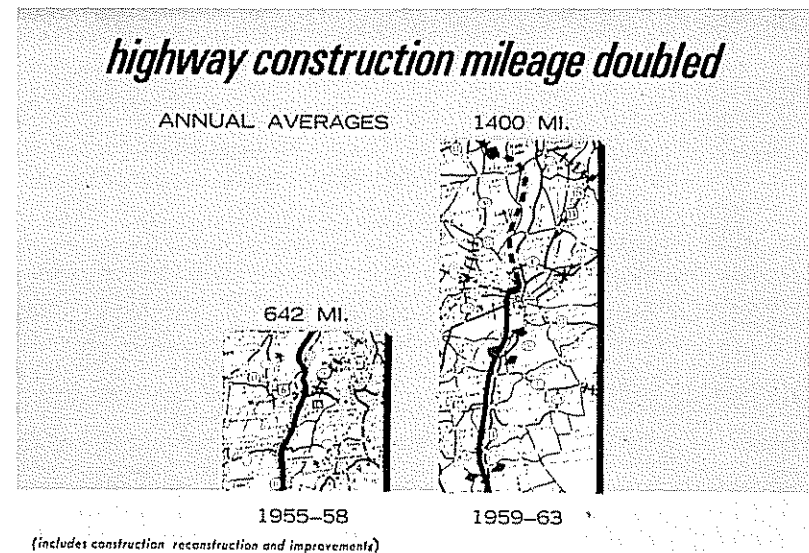 highway construction mileage doubled
ANNUAL AVERAGES 1400 MI.
642 MI.
1955–58 1959–63
(includes construction reconstruction and improvements)